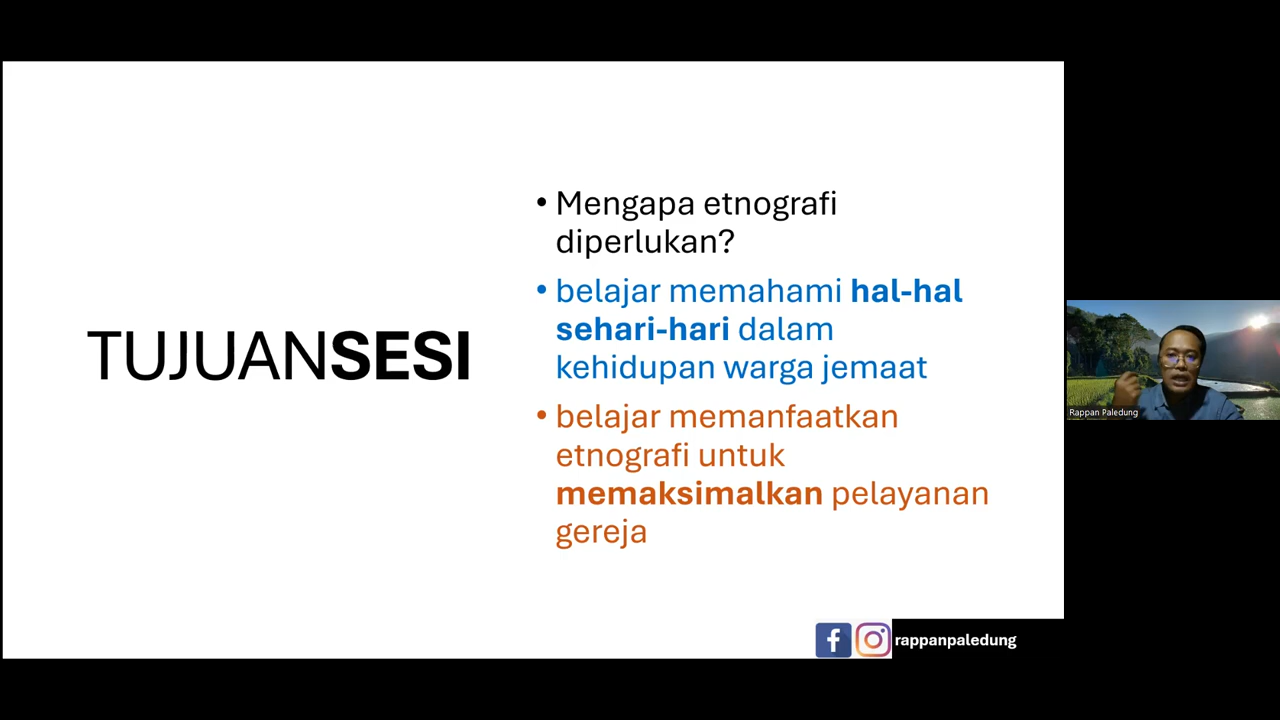 TUJUANSESI
• Mengapa etnografi
diperlukan?
• belajar memahami hal-hal
sehari-hari dalam
kehidupan warga jemaat
• belajar memanfaatkan
etnografi untuk
memaksimalkan pelayanan
gereja
rappanpaledung
Rappan Paledung